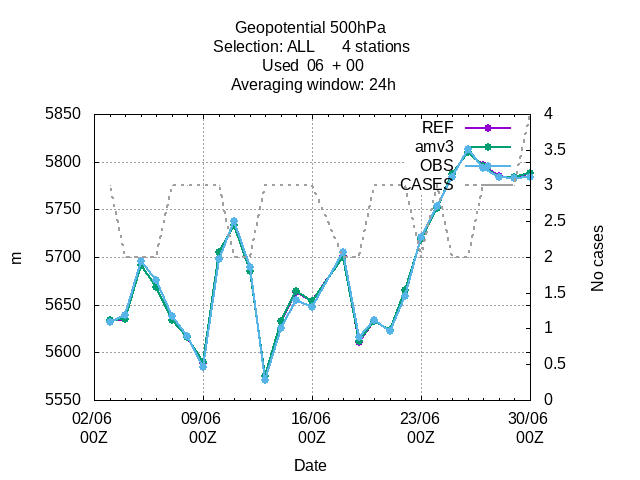 Geopotential 500hPa
Selection: ALL      4 stations
Used  06  + 00
Averaging window: 24h
5850
5800
5750
5700
5650
5600
5550
4
3.5
3
2.5
2
1.5
1
0.5
0
REF
amv3
OBS
CASES
m
No cases
02/06 09/06 16/06 23/06 30/06
00Z 00Z 00Z 00Z 00Z
Date